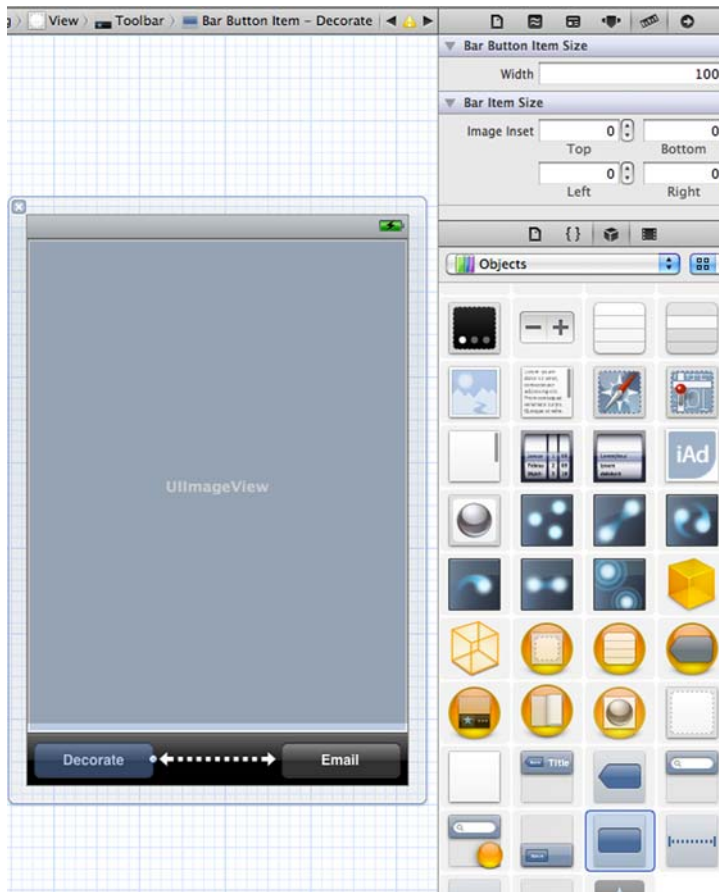 View
Toolbar
Bar Button Item – Decorate
Bar Button Item Size
Width 100
Bar Item Size
Image Inset 0 0
Top Bottom
0 0
Left Right
{}
Objects
iAd
UIImageView
Decorate Email
Title